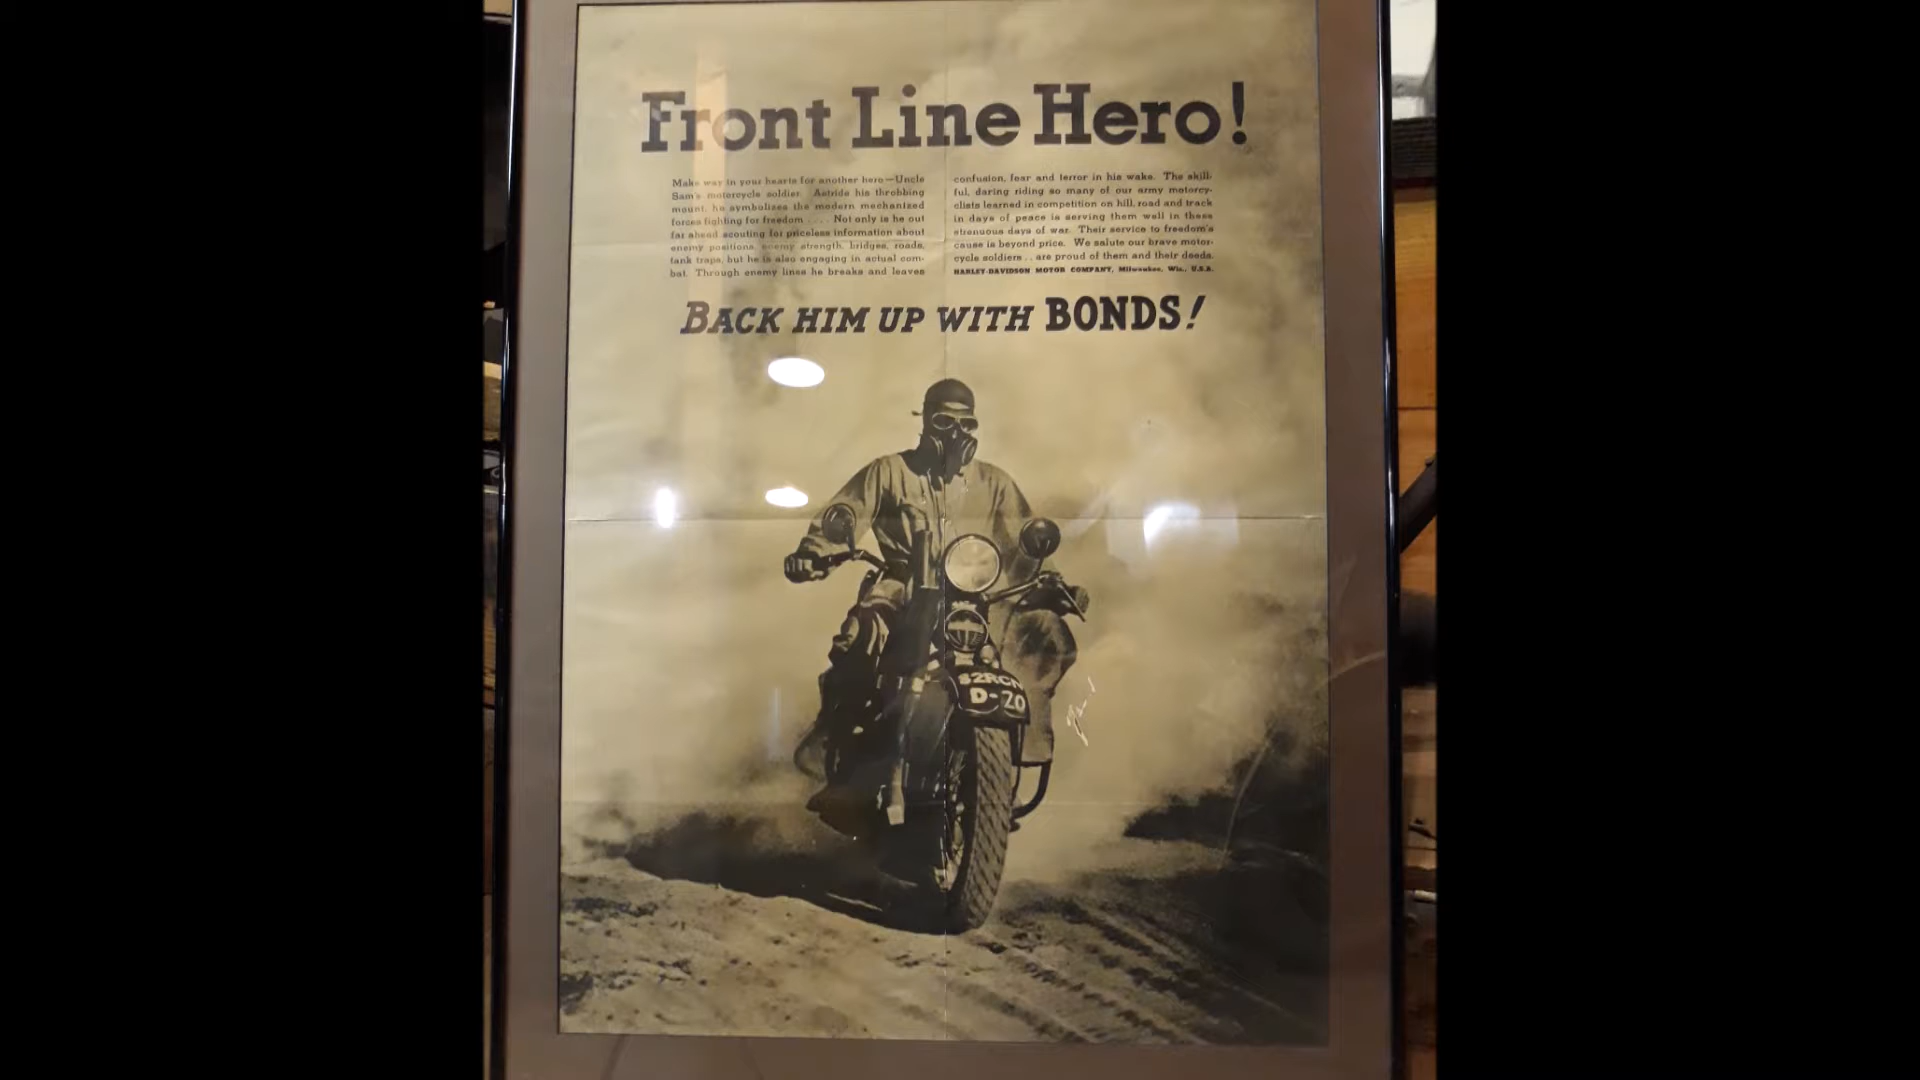 Front Line Hero!
Make way in your hearts for another hero—Uncle
Sam's motorcycle soldier. Astride his throbbing
mount, he symbolizes the modern mechanized
forces fighting for freedom .... Not only is he out
far ahead scouting for priceless information about
enemy positions, enemy strength, bridges, roads,
tank traps, but he is also engaging in actual com-
bat. Through enemy lines he breaks and leaves
confusion, fear and terror in his wake. The skill-
ful, daring riding so many of our army motorcy-
clists learned in competition on hill, road and track
in days of peace is serving them well in these
strenuous days of war. Their service to freedom's
cause is beyond price. We salute our brave motor-
cycle soldiers .. are proud of them and their deeds.
HARLEY-DAVIDSON MOTOR COMPANY, Milwaukee, Wis., U.S.A.
BACK HIM UP WITH BONDS!
82RCN
D-20